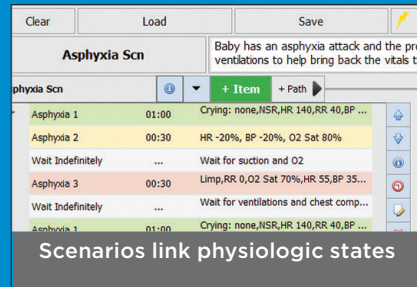 Clear Load Save
Asphyxia Scn
Baby has an asphyxia attack and the pr
ventilations to help bring back the vitals t
phyxia Scn + Item + Path
Asphyxia 1 01:00 Crying: none,NSR,HR 140,RR 40,BP ...
Asphyxia 2 00:30 HR -20%, BP -20%, O2 Sat 80%
Wait Indefinitely ... Wait for suction and O2
Asphyxia 3 00:30 Limp,RR 0,O2 Sat 70%,HR 55,BP 35...
Wait Indefinitely ... Wait for ventilations and chest comp...
Asphyxia 1 01:00 Crying: none,NSR,HR 140,RR 40,BP ...
Scenarios link physiologic states